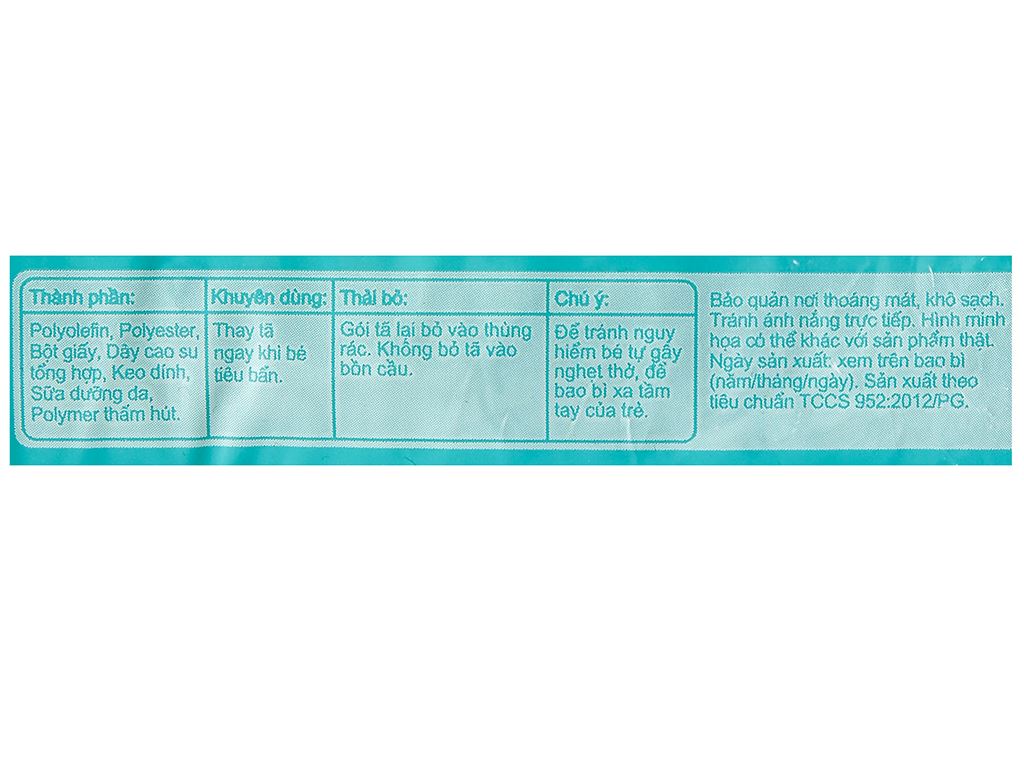 Thành phần:
Polyolefin, Polyester,
Bột giấy, Dây cao su
tổng hợp, Keo dính,
Sữa dưỡng da,
Polymer thấm hút.
Khuyên dùng:
Thay tã
ngay khi bé
tiêu bẩn.
Thải bỏ:
Gói tã lại bỏ vào thùng
rác. Không bỏ tã vào
bồn cầu.
Chú ý:
Để tránh nguy
hiểm bé tự gây
nghẹt thở, để
bao bì xa tầm
tay của trẻ.
Bảo quản nơi thoáng mát, khô sạch.
Tránh ánh nắng trực tiếp. Hình minh
họa có thể khác với sản phẩm thật.
Ngày sản xuất: xem trên bao bì
(năm/tháng/ngày). Sản xuất theo
tiêu chuẩn TCCS 952:2012/PG.